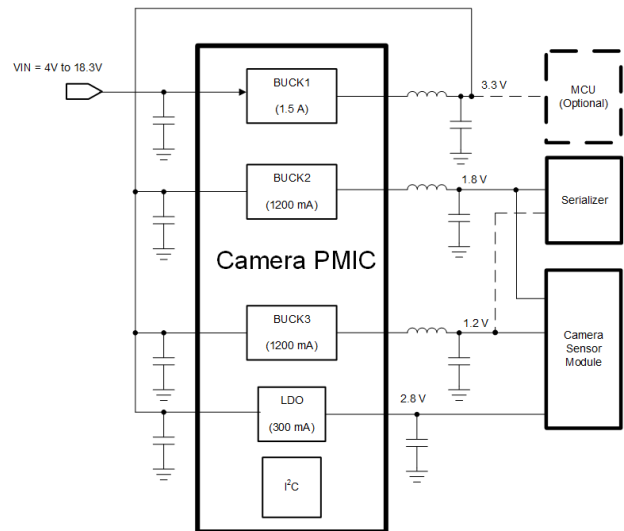 VIN = 4V to 18.3V
BUCK1
(1.5 A)
3.3 V
MCU
(Optional)
BUCK2
(1200 mA)
1.8 V
Serializer
Camera PMIC
BUCK3
(1200 mA)
1.2 V
Camera
Sensor
Module
LDO
(300 mA)
2.8 V
I²C